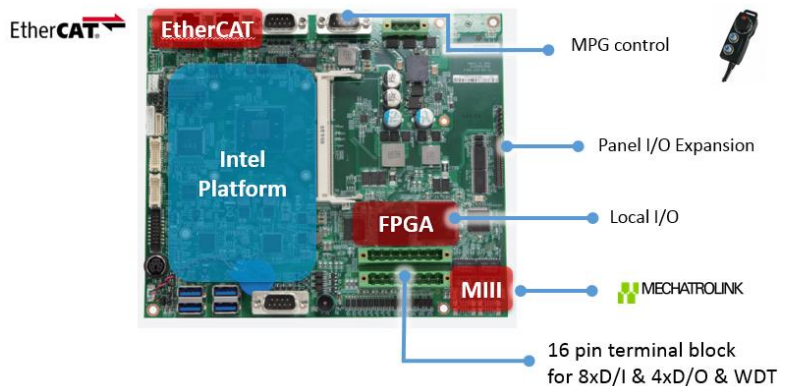 EtherCAT.
EtherCAT
MPG control
Intel
Platform
Panel I/O Expansion
FPGA
Local I/O
MIII
MECHATROLINK
16 pin terminal block
for 8xD/I & 4xD/O & WDT